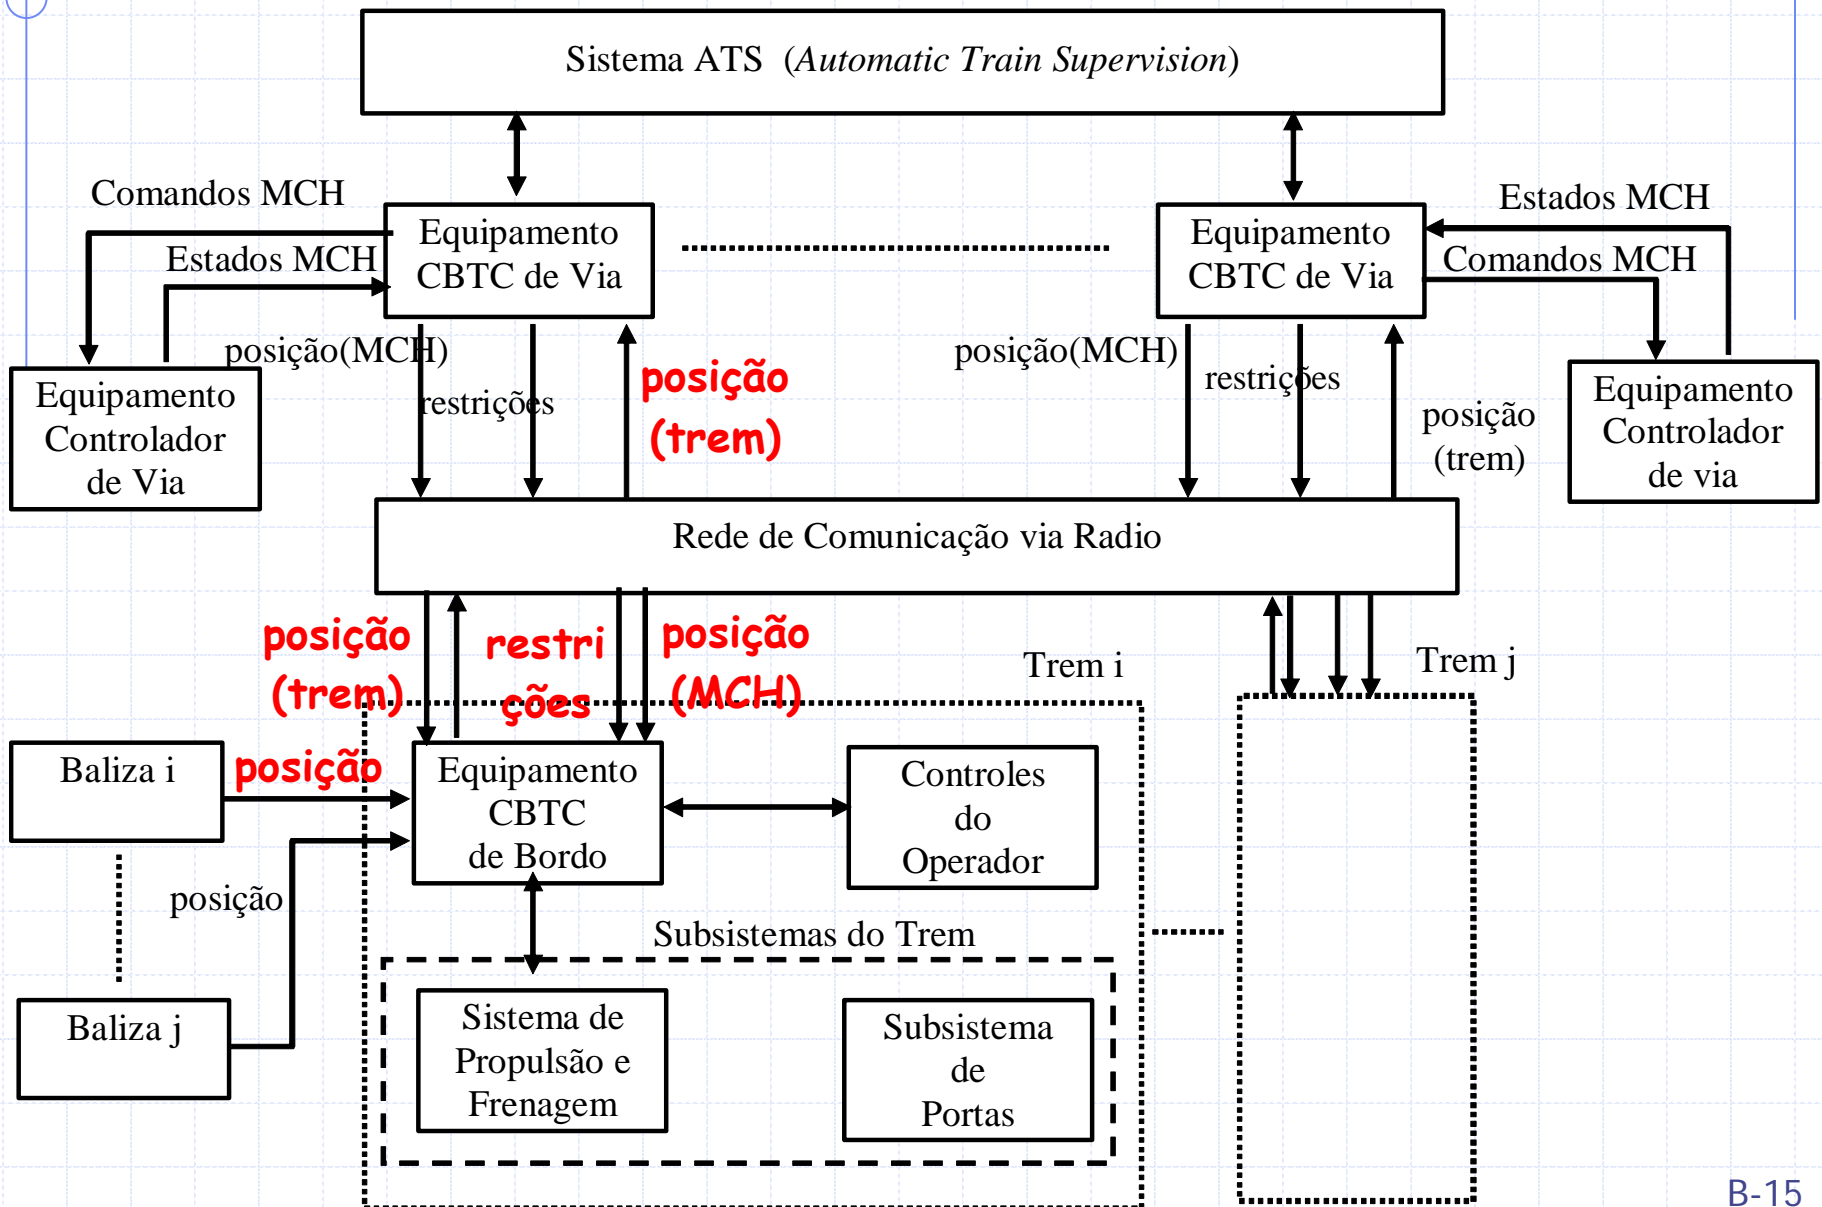 Sistema ATS (Automatic Train Supervision)
Comandos MCH
Estados MCH
Equipamento
CBTC de Via
Equipamento
CBTC de Via
Estados MCH
Comandos MCH
posição(MCH)
restrições
posição
(trem)
posição(MCH)
restrições
posição
(trem)
Equipamento
Controlador
de Via
Equipamento
Controlador
de via
Rede de Comunicação via Radio
posição
(trem)
restri
ções
posição
(MCH)
Trem i
Trem j
Baliza i
posição
Equipamento
CBTC
de Bordo
Controles
do
Operador
posição
Subsistemas do Trem
Baliza j
Sistema de
Propulsão e
Frenagem
Subsistema
de
Portas
B-15